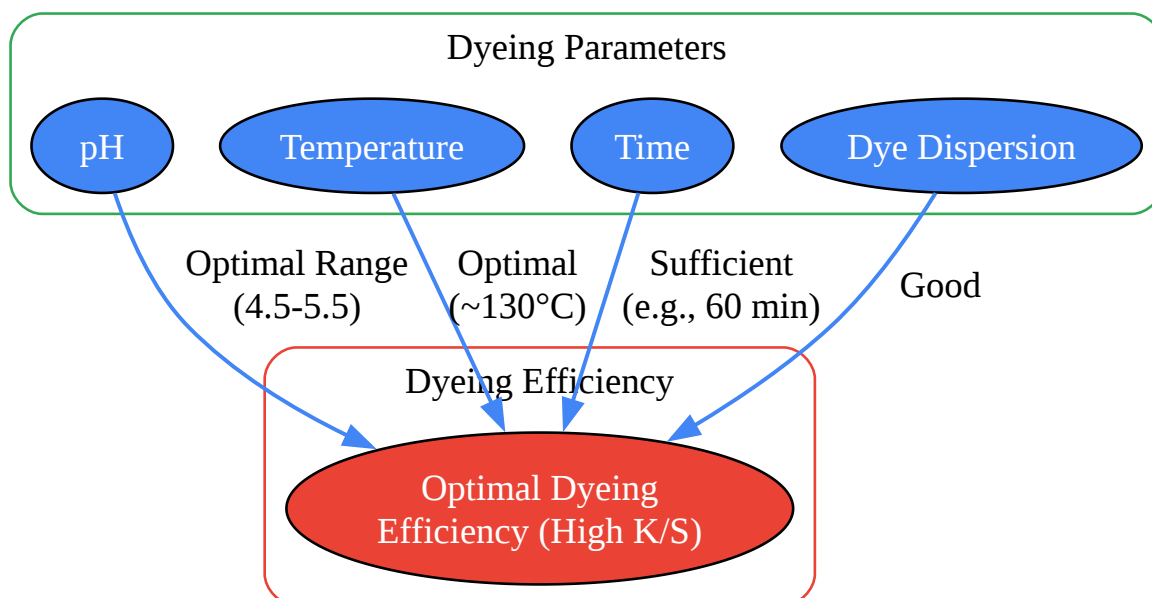 Dyeing Parameters
pH
Temperature
Time
Dye Dispersion
Optimal Range
(4.5-5.5)
Optimal
(~130°C)
Sufficient
(e.g., 60 min)
Good
Dyeing Efficiency
Optimal Dyeing
Efficiency (High K/S)